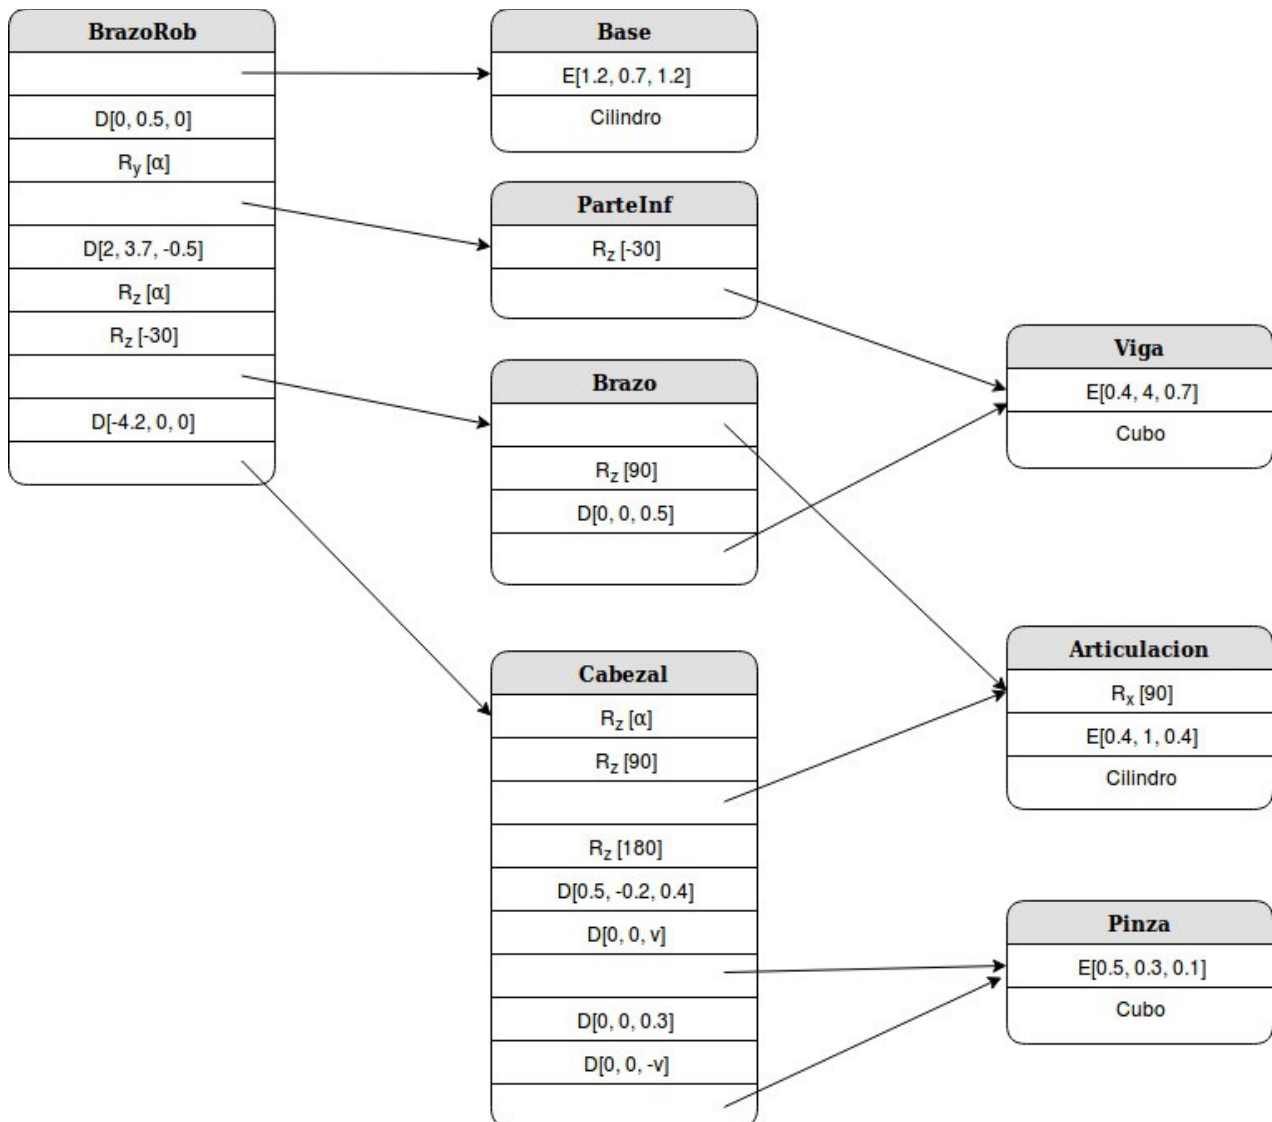 BrazoRob
D[0, 0.5, 0]
Ry [α]
D[2, 3.7, -0.5]
Rz [α]
Rz [-30]
D[-4.2, 0, 0]
Base
E[1.2, 0.7, 1.2]
Cilindro
ParteInf
Rz [-30]
Brazo
Rz [90]
D[0, 0, 0.5]
Cabezal
Rz [α]
Rz [90]
Rz [180]
D[0.5, -0.2, 0.4]
D[0, 0, v]
D[0, 0, 0.3]
D[0, 0, -v]
Viga
E[0.4, 4, 0.7]
Cubo
Articulacion
Rx [90]
E[0.4, 1, 0.4]
Cilindro
Pinza
E[0.5, 0.3, 0.1]
Cubo